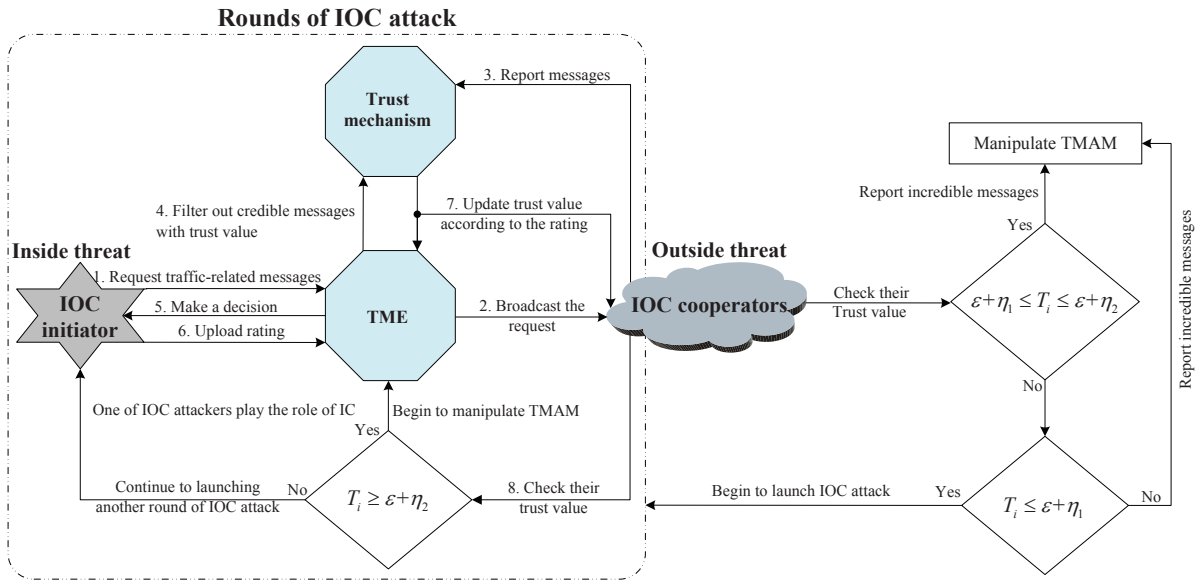 Rounds of IOC attack
3. Report messages
Trust
mechanism
Manipulate TMAM
Report incredible messages
Yes
4. Filter out credible messages
with trust value
7. Update trust value
according to the rating
Inside threat
Outside threat
1. Request traffic-related messages
IOC
initiator
5. Make a decision
6. Upload rating
TME
2. Broadcast the
request
IOC cooperators
Check their
Trust value
ε+η₁ ≤ Tᵢ ≤ ε+η₂
Report incredible messages
No
One of IOC attackers play the role of IC
Begin to manipulate TMAM
Yes
Continue to launching
another round of IOC attack
No
Tᵢ ≥ ε+η₂
8. Check their
trust value
Begin to launch IOC attack
Yes
Tᵢ ≤ ε+η₁
No